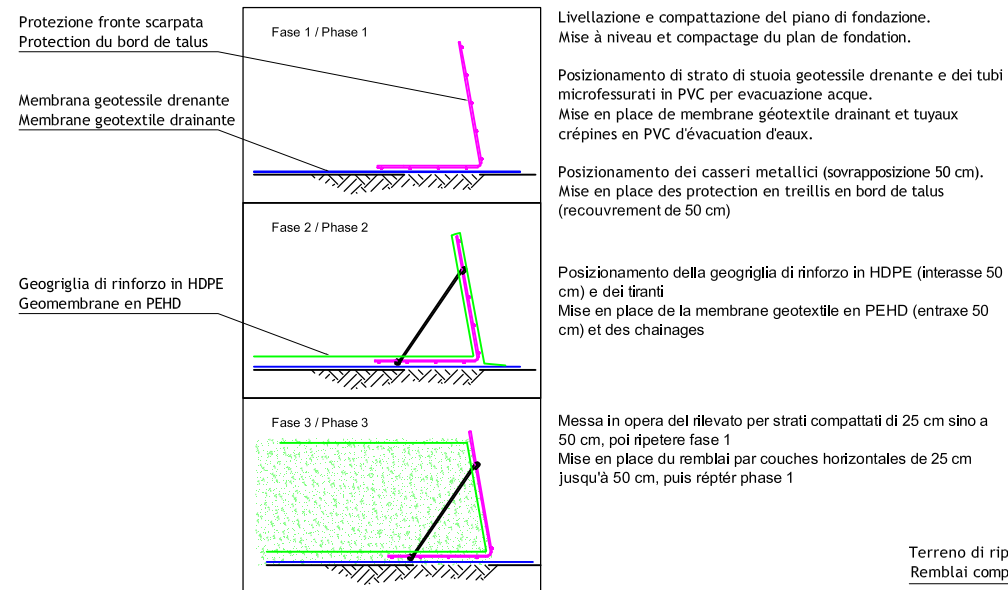 Protezione fronte scarpata
Protection du bord de talus
Membrana geotessile drenante
Membrane geotextile drainante
Geogriglia di rinforzo in HDPE
Geomembrane en PEHD
Fase 1 / Phase 1
Fase 2 / Phase 2
Fase 3 / Phase 3
Livellazione e compattazione del piano di fondazione.
Mise à niveau et compactage du plan de fondation.
Posizionamento di strato di stuoia geotessile drenante e dei tubi
microfessurati in PVC per evacuazione acque.
Mise en place de membrane géotextile drainant et tuyaux
crépines en PVC d'évacuation d'eaux.
Posizionamento dei casseri metallici (sovrapposizione 50 cm).
Mise en place des protection en treillis en bord de talus
(recouvrement de 50 cm)
Posizionamento della geogriglia di rinforzo in HDPE (interasse 50
cm) e dei tiranti
Mise en place de la membrane geotextile en PEHD (entraxe 50
cm) et des chainages
Messa in opera del rilevato per strati compattati di 25 cm sino a
50 cm, poi ripetere fase 1
Mise en place du remblai par couches horizontales de 25 cm
jusqu'à 50 cm, puis réptér phase 1
Terreno di rip
Remblai comp